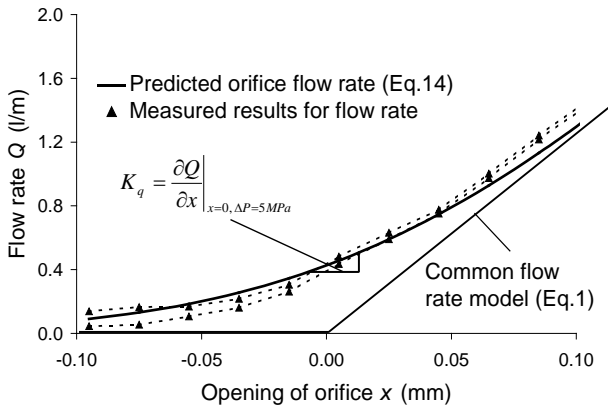 2.0
1.6
1.2
0.8
0.4
0.0
Flow rate Q (l/m)
Predicted orifice flow rate (Eq.14)
Measured results for flow rate
K_q = ∂Q/∂x |_{x=0, ΔP=5MPa}
Common flow
rate model (Eq.1)
-0.10 -0.05 0.00 0.05 0.10
Opening of orifice x (mm)